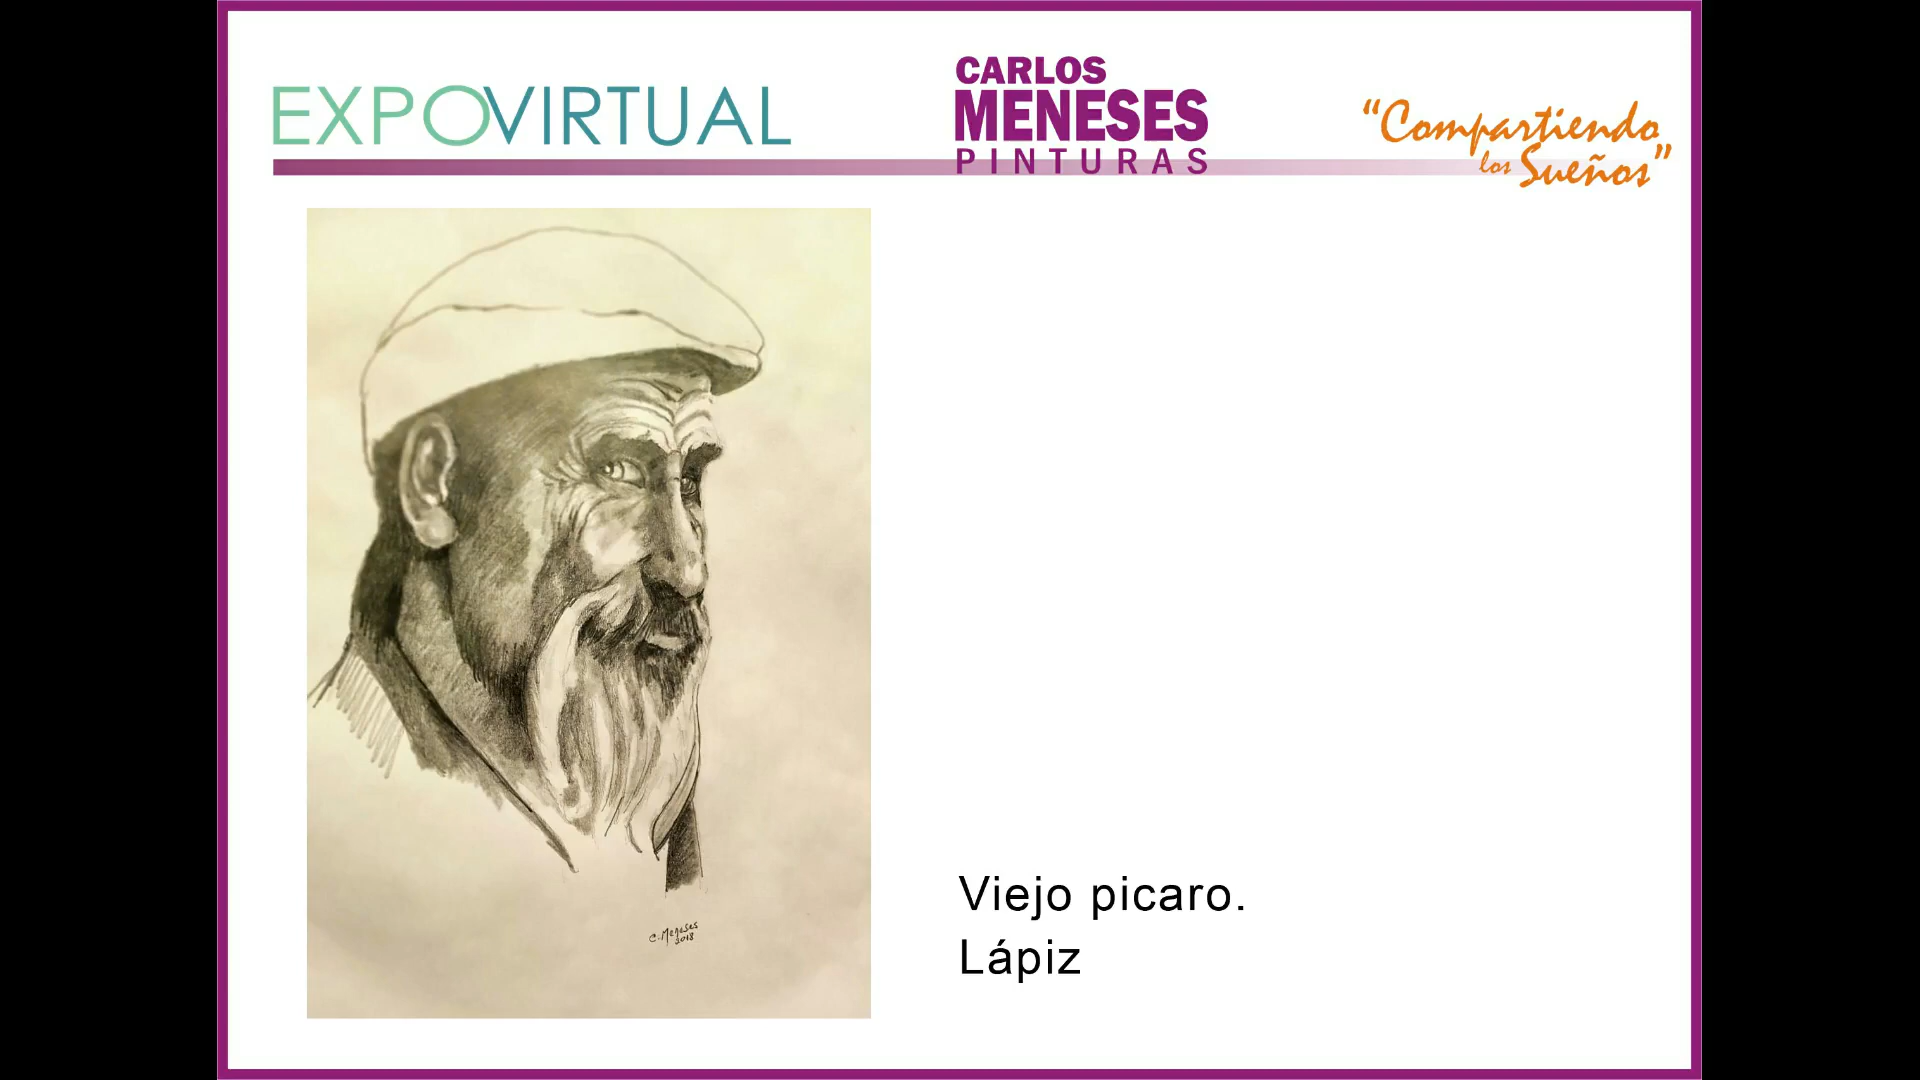 EXPOVIRTUAL
CARLOS
MENESES
PINTURAS
“Compartiendo
los Sueños”
C. Meneses
2018
Viejo picaro.
Lápiz